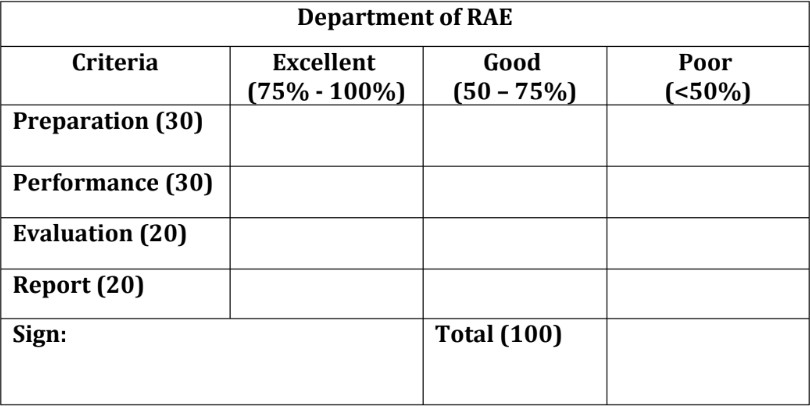 Department of RAE
Criteria Excellent Good Poor
(75% - 100%) (50 – 75%) (<50%)
Preparation (30)
Performance (30)
Evaluation (20)
Report (20)
Sign: Total (100)